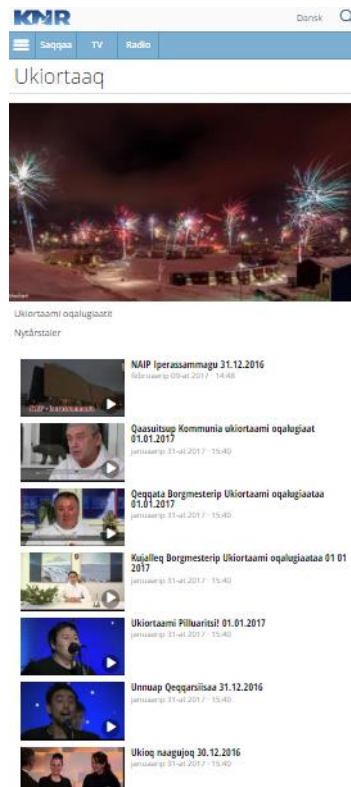 KNR
Dansk
Saqqaa TV Radio
Ukiortaaq
Ukiortaami oqalugiaatit
Nytårstaler
NAIP Iperassammagu 31.12.2016
februaarip 09-at 2017 - 14:48
Qaasuitsup Kommunia ukiortaami oqalugiaat
01.01.2017
januaarip 31-at 2017 - 15:40
Qeqqata Borgmesterip Ukiortaami oqalugiaataa
01.01.2017
januaarip 31-at 2017 - 15:40
Kujalleq Borgmesterip Ukiortaami oqalugiaataa 01 01
2017
januaarip 31-at 2017 - 15:40
Ukiortaami Pilluaritsi! 01.01.2017
januaarip 31-at 2017 - 15:40
Unnuap Qeqqarsiisaa 31.12.2016
januaarip 31-at 2017 - 15:40
Ukioq naagujoq 30.12.2016
januaarip 31-at 2017 - 15:40